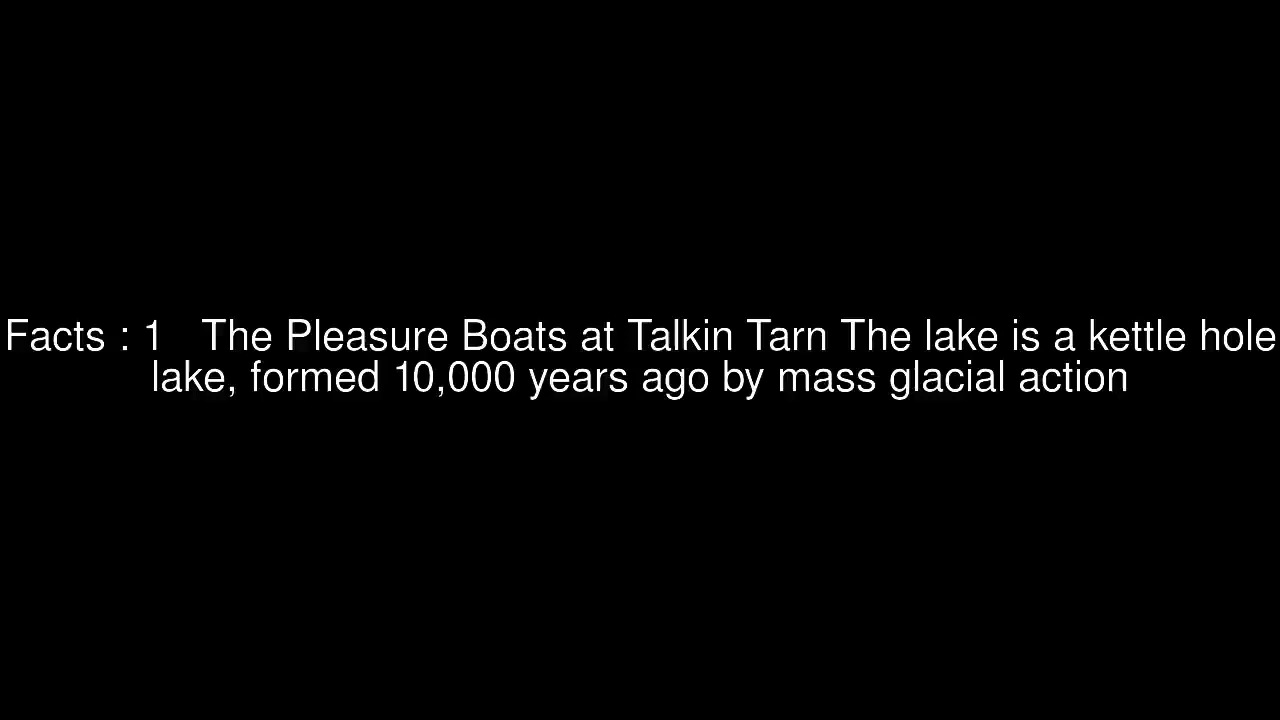 Facts : 1   The Pleasure Boats at Talkin Tarn The lake is a kettle hole
lake, formed 10,000 years ago by mass glacial action